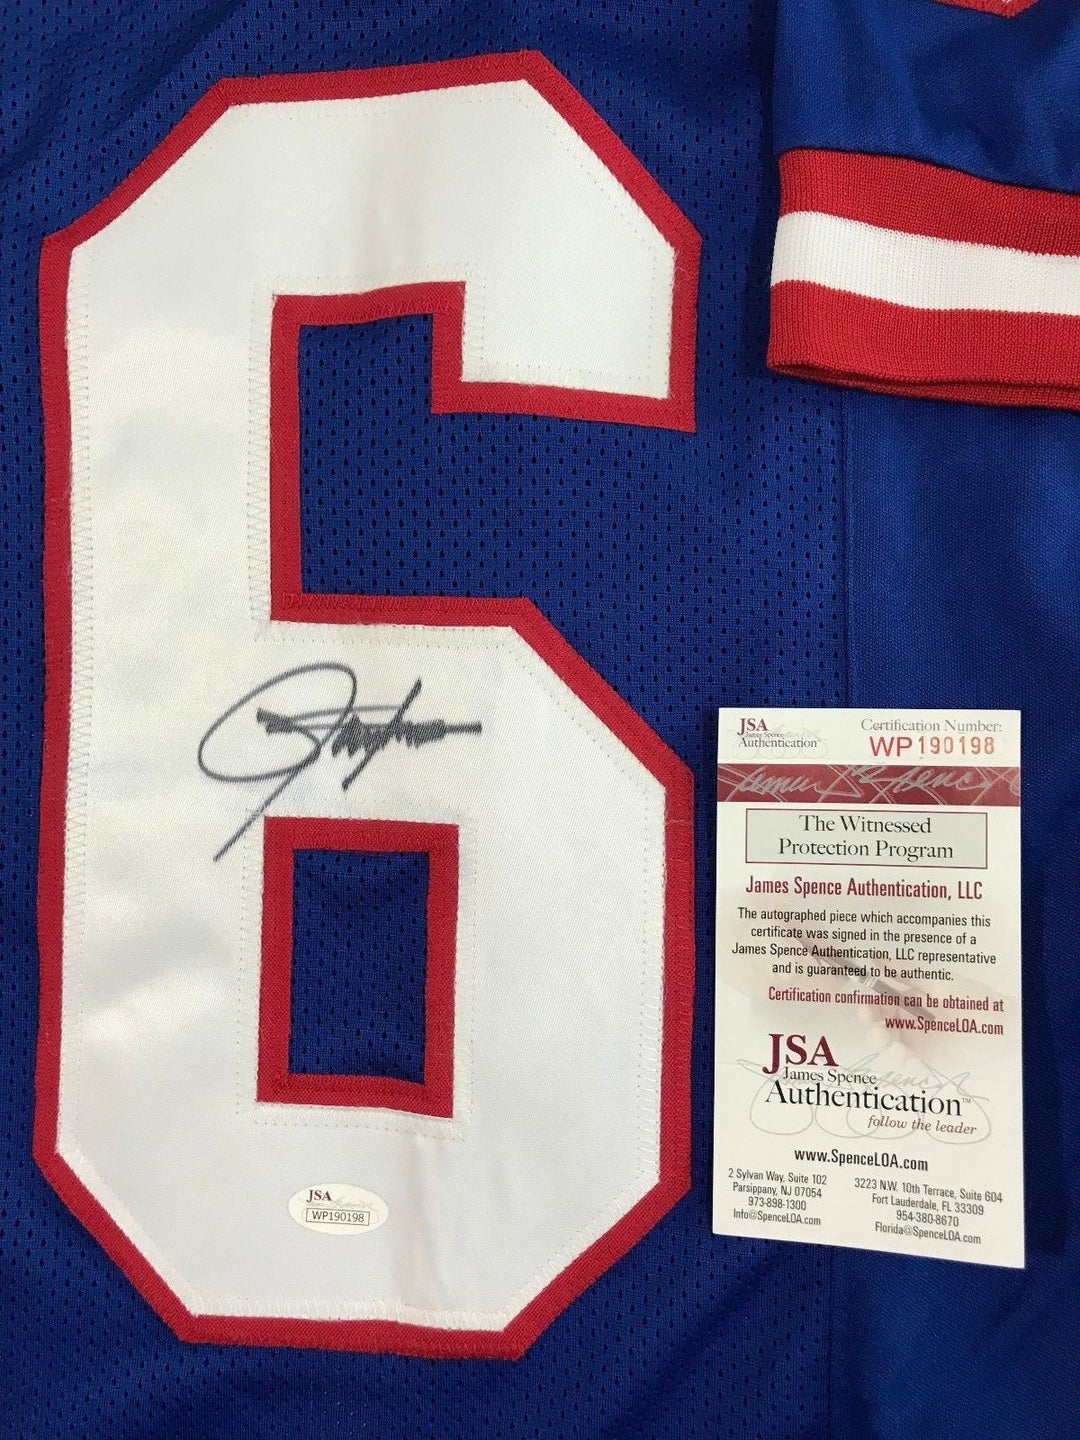 6
JSA
James Spence
Authentication
Certification Number:
WP190198
James Spence
The Witnessed
Protection Program
James Spence Authentication, LLC
The autographed piece which accompanies this
certificate was signed in the presence of a
James Spence Authentication, LLC representative
and is guaranteed to be authentic.
Certification confirmation can be obtained at
www.SpenceLOA.com
JSA
James Spence
Authentication™
follow the leader
www.SpenceLOA.com
2 Sylvan Way, Suite 102
Parsippany, NJ 07054
973-898-1300
Info@SpenceLOA.com
3223 N.W. 10th Terrace, Suite 604
Fort Lauderdale, FL 33309
954-380-8670
Florida@SpenceLOA.com
JSA
WP190198